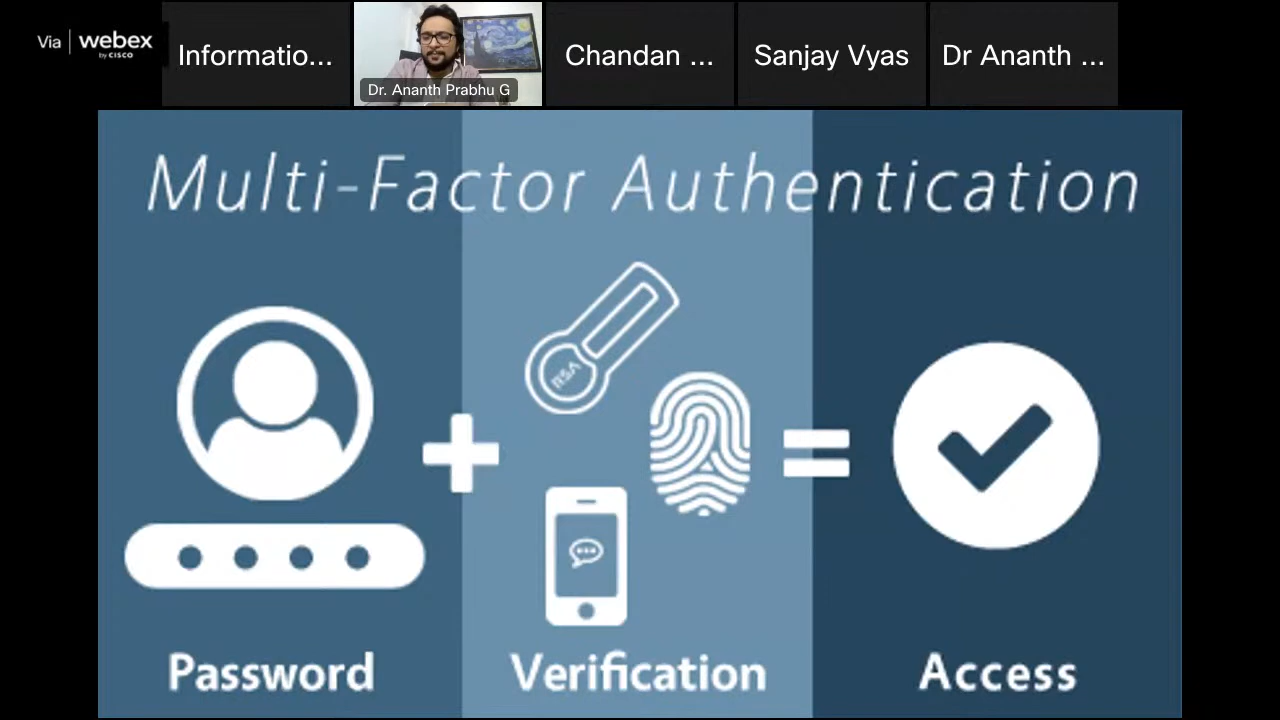 Via webex
by CISCO
Informatio...
Dr. Ananth Prabhu G
Chandan ...
Sanjay Vyas
Dr Ananth ...
Multi-Factor Authentication
RSA
Password
Verification
Access